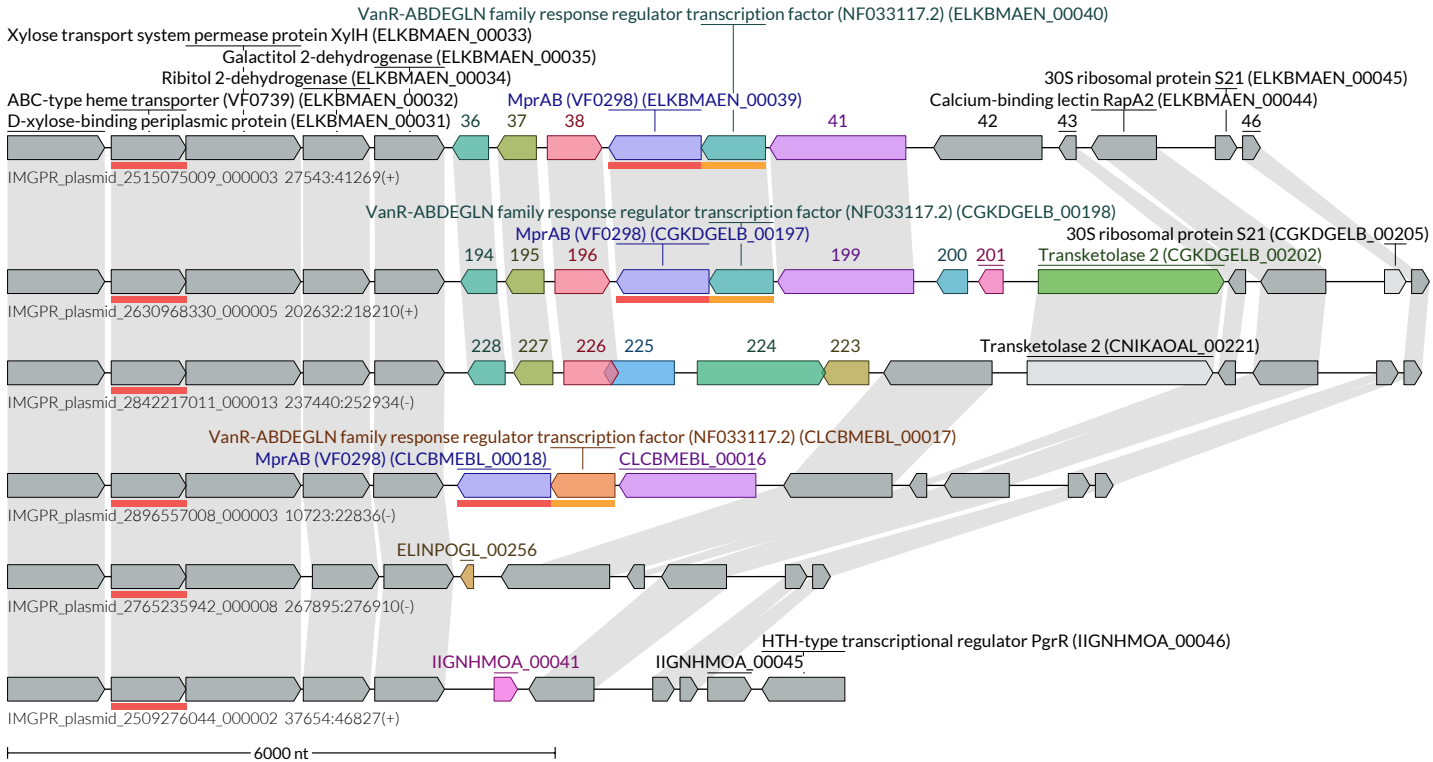 VanR-ABDEGLN family response regulator transcription factor (NF033117.2) (ELKBMAEN_00040)
Xylose transport system permease protein XylH (ELKBMAEN_00033)
Galactitol 2-dehydrogenase (ELKBMAEN_00035)
Ribitol 2-dehydrogenase (ELKBMAEN_00034) 30S ribosomal protein S21 (ELKBMAEN_00045)
ABC-type heme transporter (VF0739) (ELKBMAEN_00032) MprAB (VF0298) (ELKBMAEN_00039) Calcium-binding lectin RapA2 (ELKBMAEN_00044)
D-xylose-binding periplasmic protein (ELKBMAEN_00031) 36 37 38 41 42 43 46
IMGPR_plasmid_2515075009_000003 27543:41269(+)
VanR-ABDEGLN family response regulator transcription factor (NF033117.2) (CGKDGELB_00198)
MprAB (VF0298) (CGKDGELB_00197) 30S ribosomal protein S21 (CGKDGELB_00205)
194 195 196 199 200 201 Transketolase 2 (CGKDGELB_00202)
IMGPR_plasmid_2630968330_000005 202632:218210(+)
228 227 226 225 224 223 Transketolase 2 (CNIKAOAL_00221)
IMGPR_plasmid_2842217011_000013 237440:252934(-)
VanR-ABDEGLN family response regulator transcription factor (NF033117.2) (CLCBMEBL_00017)
MprAB (VF0298) (CLCBMEBL_00018) CLCBMEBL_00016
IMGPR_plasmid_2896557008_000003 10723:22836(-)
ELINPOGL_00256
IMGPR_plasmid_2765235942_000008 267895:276910(-)
HTH-type transcriptional regulator PgrR (IIGNHMOA_00046)
IIGNHMOA_00041 IIGNHMOA_00045
IMGPR_plasmid_2509276044_000002 37654:46827(+)
6000 nt